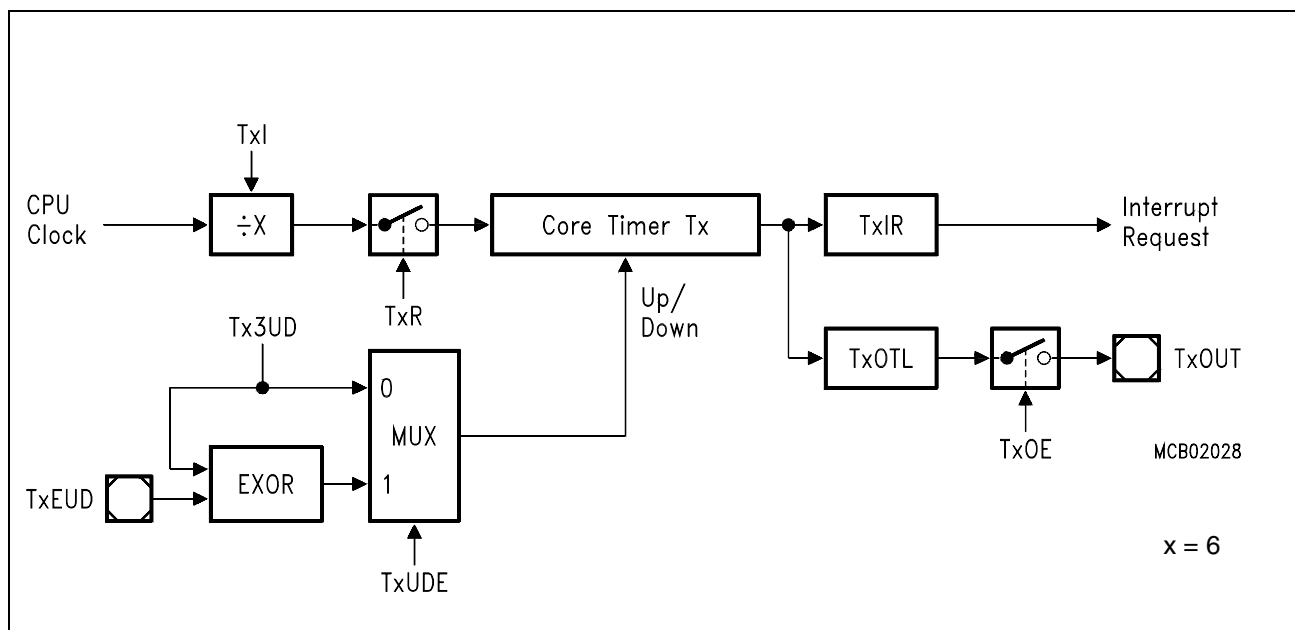 TxI
CPU
Clock
÷X
Core Timer Tx
TxIR
Interrupt
Request
TxR
Up/
Down
Tx3UD
0
MUX
1
TxOTL
TxOUT
TxOE
MCB02028
EXOR
TxEUD
TxUDE
x = 6